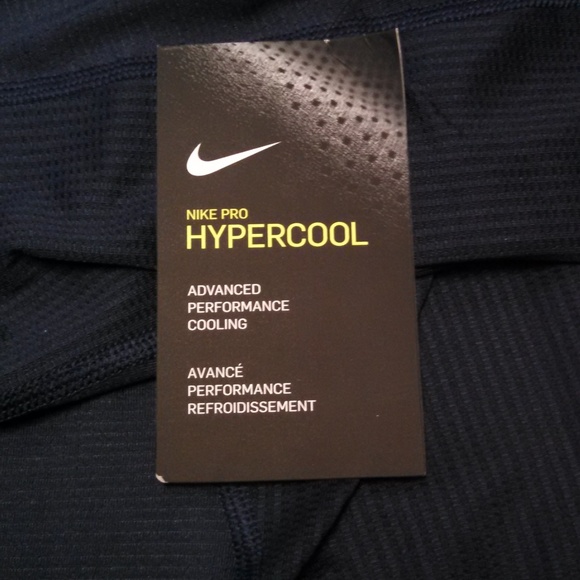 NIKE PRO
HYPERCOOL
ADVANCED
PERFORMANCE
COOLING
AVANCÉ
PERFORMANCE
REFROIDISSEMENT